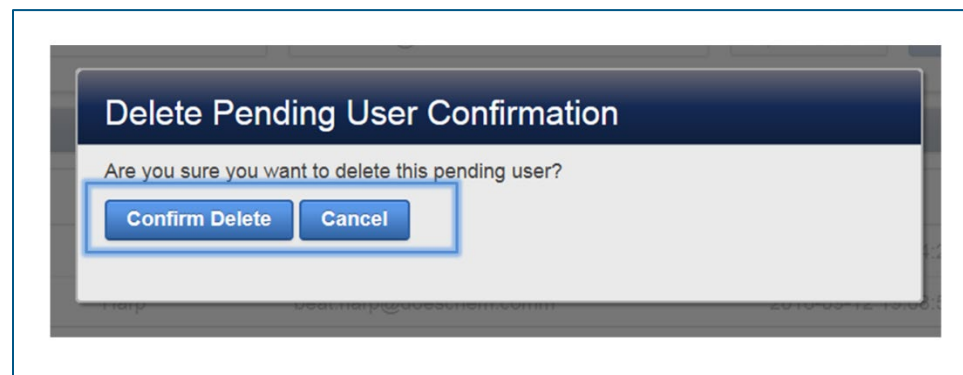 Delete Pending User Confirmation
Are you sure you want to delete this pending user?
Confirm Delete Cancel